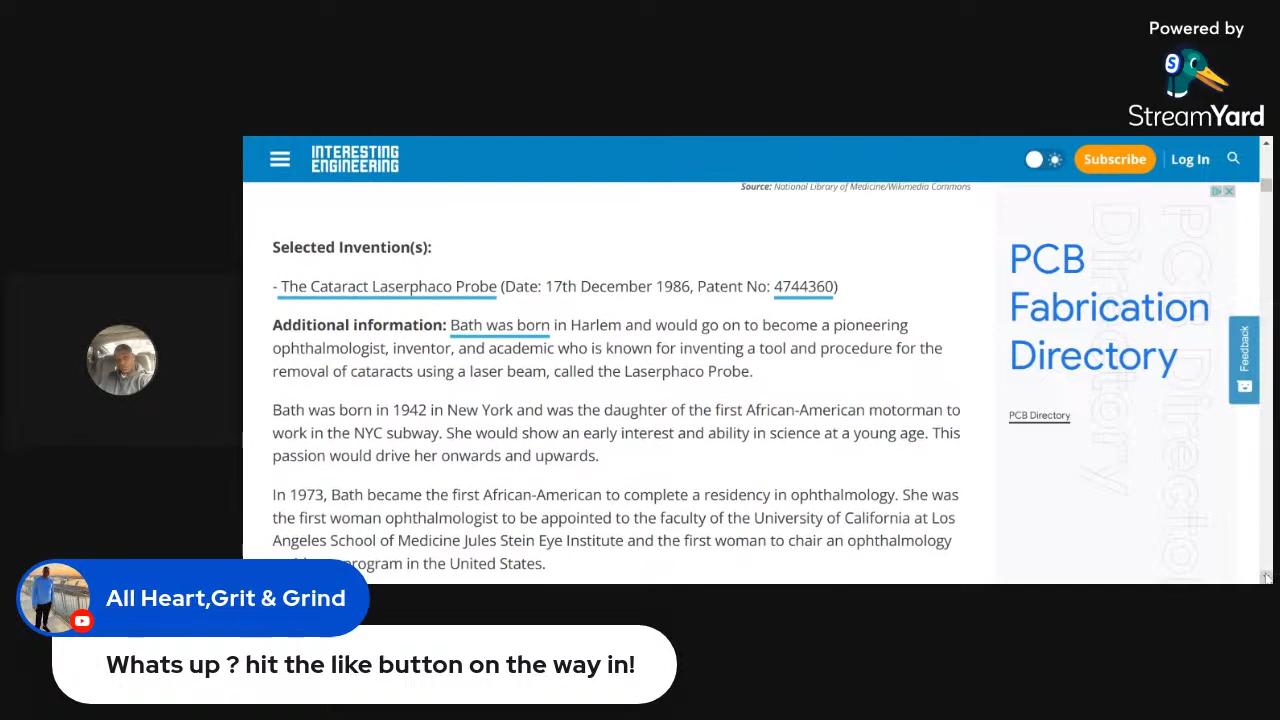 Powered by
StreamYard
INTERESTING
ENGINEERING
Subscribe
Log In
Source: National Library of Medicine/Wikimedia Commons
Selected Invention(s):
- The Cataract Laserphaco Probe (Date: 17th December 1986, Patent No: 4744360)
Additional information: Bath was born in Harlem and would go on to become a pioneering
ophthalmologist, inventor, and academic who is known for inventing a tool and procedure for the
removal of cataracts using a laser beam, called the Laserphaco Probe.
Bath was born in 1942 in New York and was the daughter of the first African-American motorman to
work in the NYC subway. She would show an early interest and ability in science at a young age. This
passion would drive her onwards and upwards.
In 1973, Bath became the first African-American to complete a residency in ophthalmology. She was
the first woman ophthalmologist to be appointed to the faculty of the University of California at Los
Angeles School of Medicine Jules Stein Eye Institute and the first woman to chair an ophthalmology
program in the United States.
PCB
Fabrication
Directory
PCB Directory
PCB Directory
Feedback
All Heart,Grit & Grind
Whats up ? hit the like button on the way in!